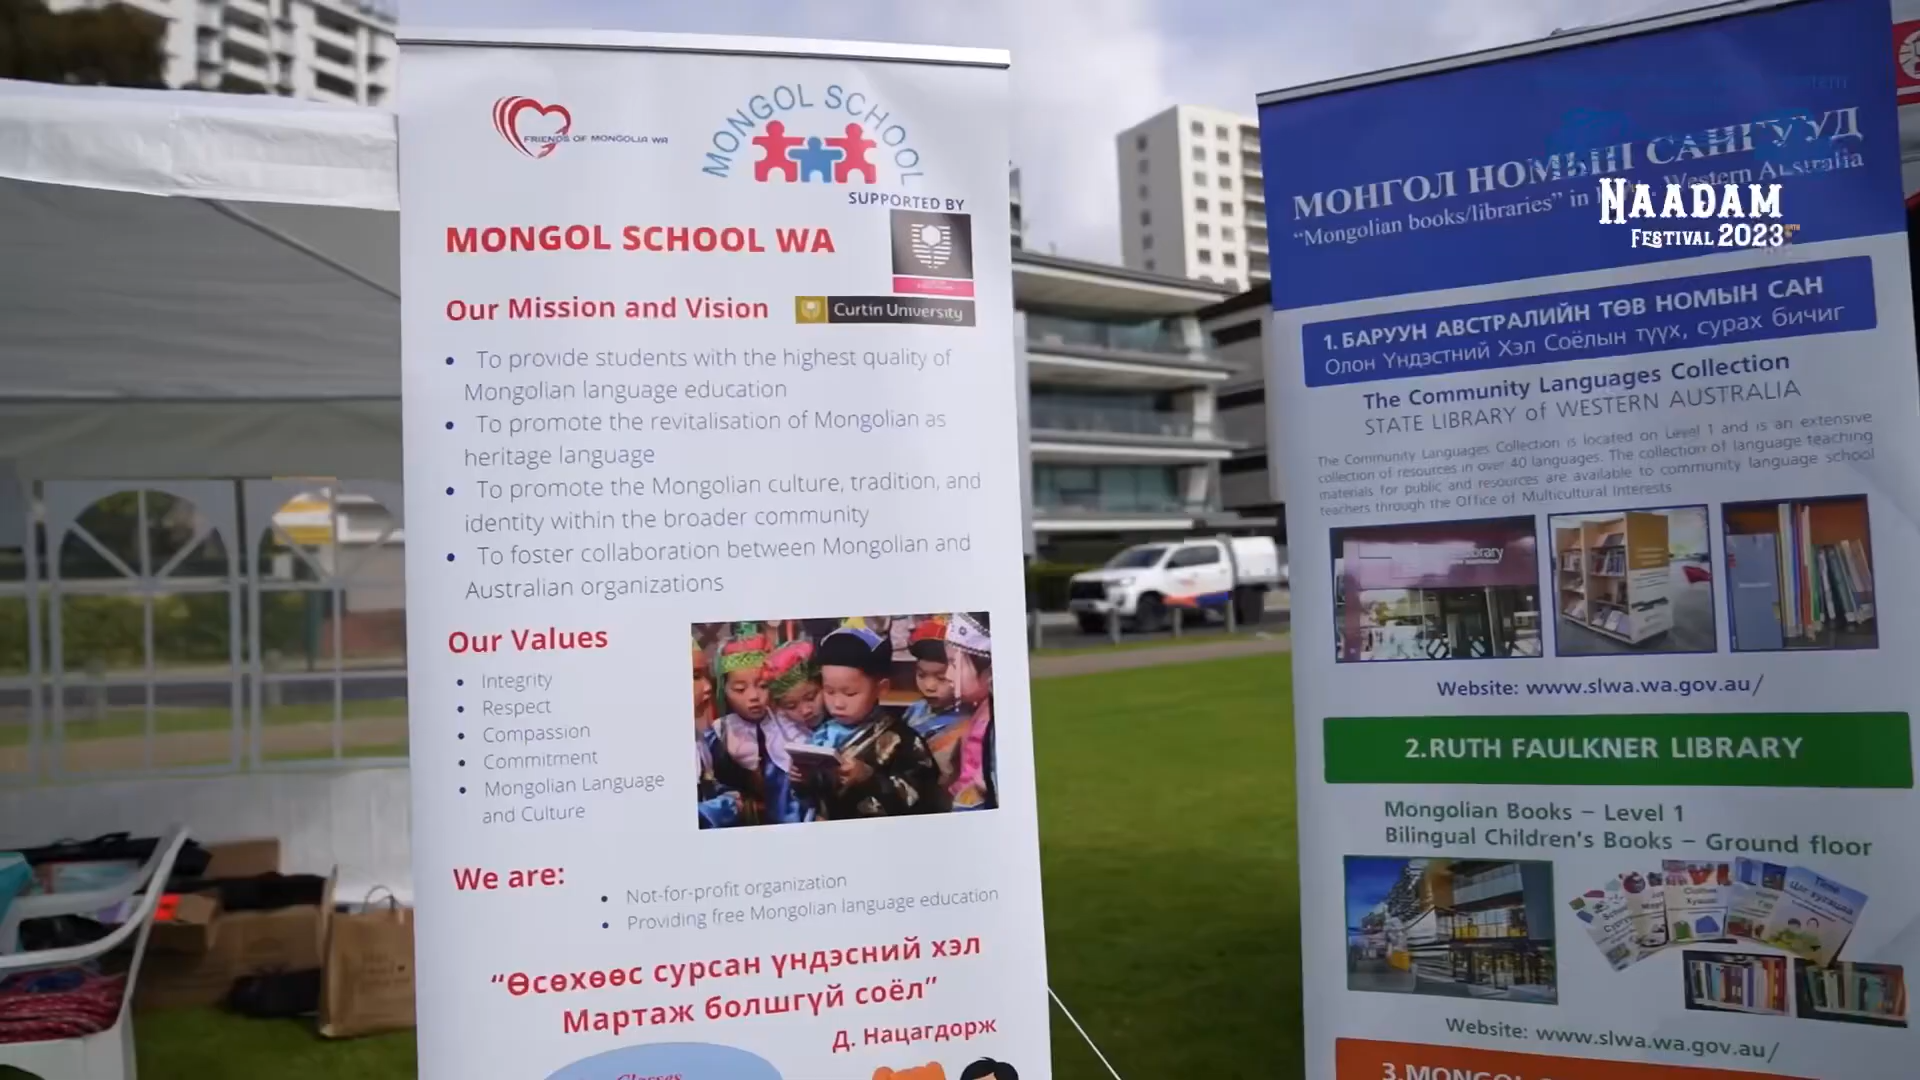 FRIENDS OF MONGOLIA WA
MONGOL SCHOOL
SUPPORTED BY
MONGOL SCHOOL WA
Our Mission and Vision
Curtin University
• To provide students with the highest quality of
Mongolian language education
• To promote the revitalisation of Mongolian as
heritage language
• To promote the Mongolian culture, tradition, and
identity within the broader community
• To foster collaboration between Mongolian and
Australian organizations
Our Values
• Integrity
• Respect
• Compassion
• Commitment
• Mongolian Language
and Culture
We are:
• Not-for-profit organization
• Providing free Mongolian language education
“Өсөхөөс сурсан үндэсний хэл
Мартаж болшгүй соёл”
Д. Нацагдорж
Classes
МОНГОЛ НОМЫН САНГУУД
“Mongolian books/libraries” in Western Australia
NAADAM
FESTIVAL 2023
1. БАРУУН АВСТРАЛИЙН ТӨВ НОМЫН САН
Олон Үндэстний Хэл Соёлын түүх, сурах бичиг
The Community Languages Collection
STATE LIBRARY of WESTERN AUSTRALIA
The Community Languages Collection is located on Level 1 and is an extensive
collection of resources in over 40 languages. The collection of language teaching
materials for public and resources are available to community language school
teachers through the Office of Multicultural Interests
Website: www.slwa.wa.gov.au/
2.RUTH FAULKNER LIBRARY
Mongolian Books – Level 1
Bilingual Children's Books – Ground floor
Website: www.slwa.wa.gov.au/